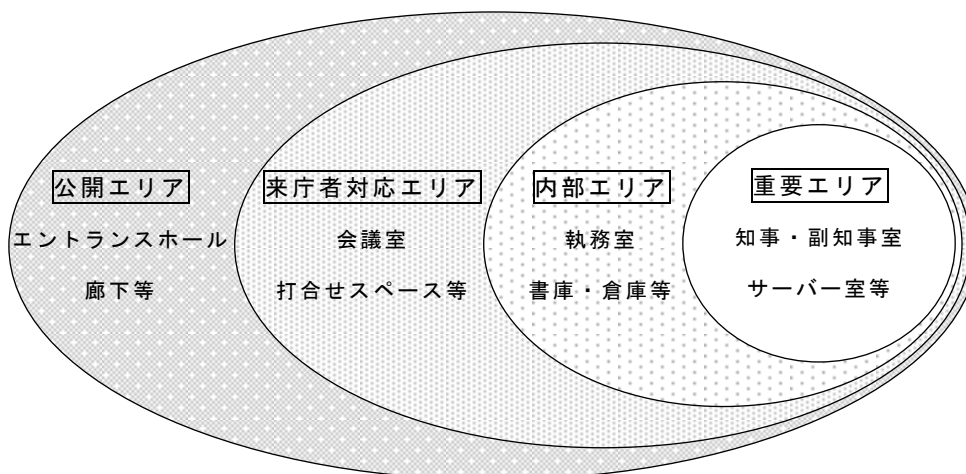 公開エリア
エントランスホール
廊下等
来庁者対応エリア
会議室
打合せスペース等
内部エリア
執務室
書庫・倉庫等
重要エリア
知事・副知事室
サーバー室等